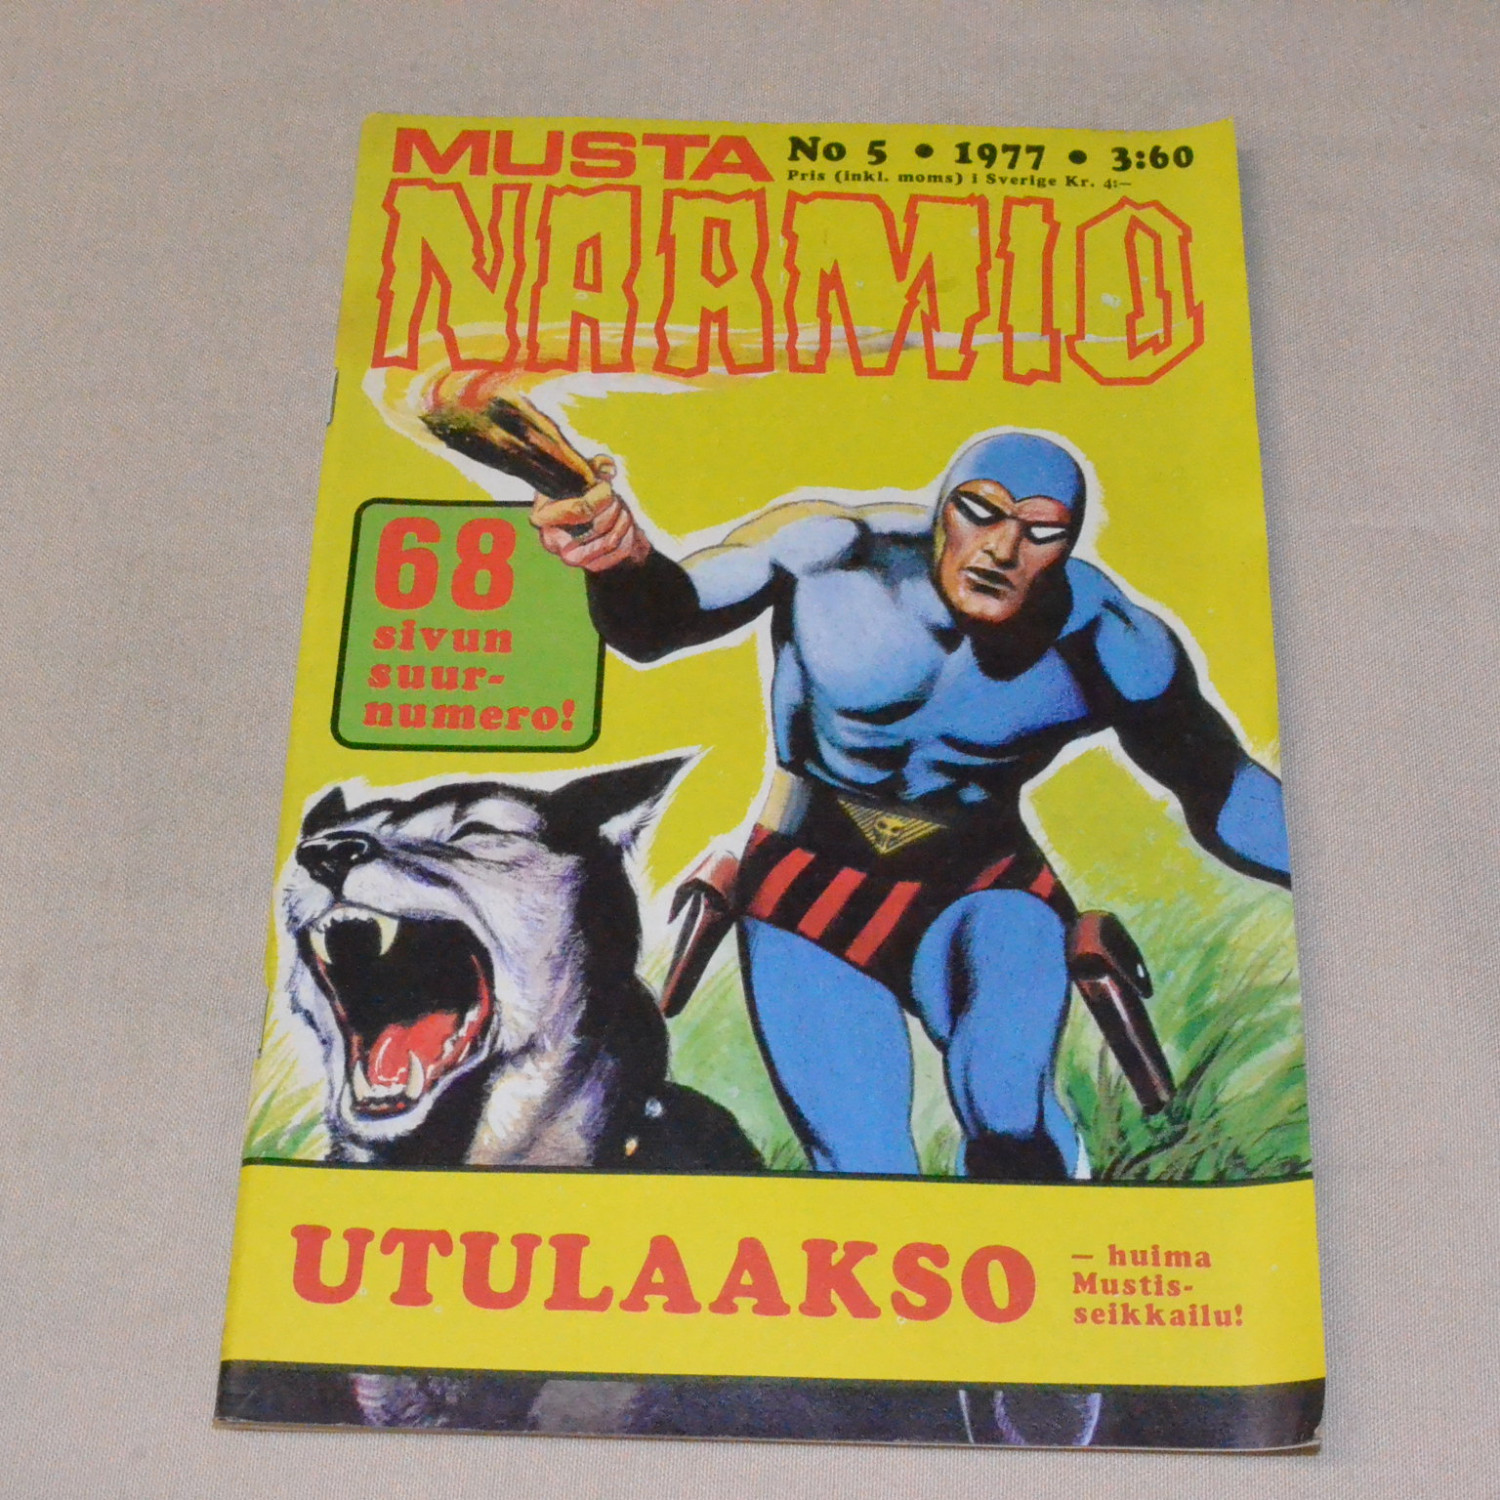 MUSTA
No 5 • 1977 • 3:60
Pris (inkl. moms) i Sverige Kr. 4:—
NAAMIO
68
sivun
suur-
numero!
UTULAAKSO
— huima
Mustis-
seikkailu!